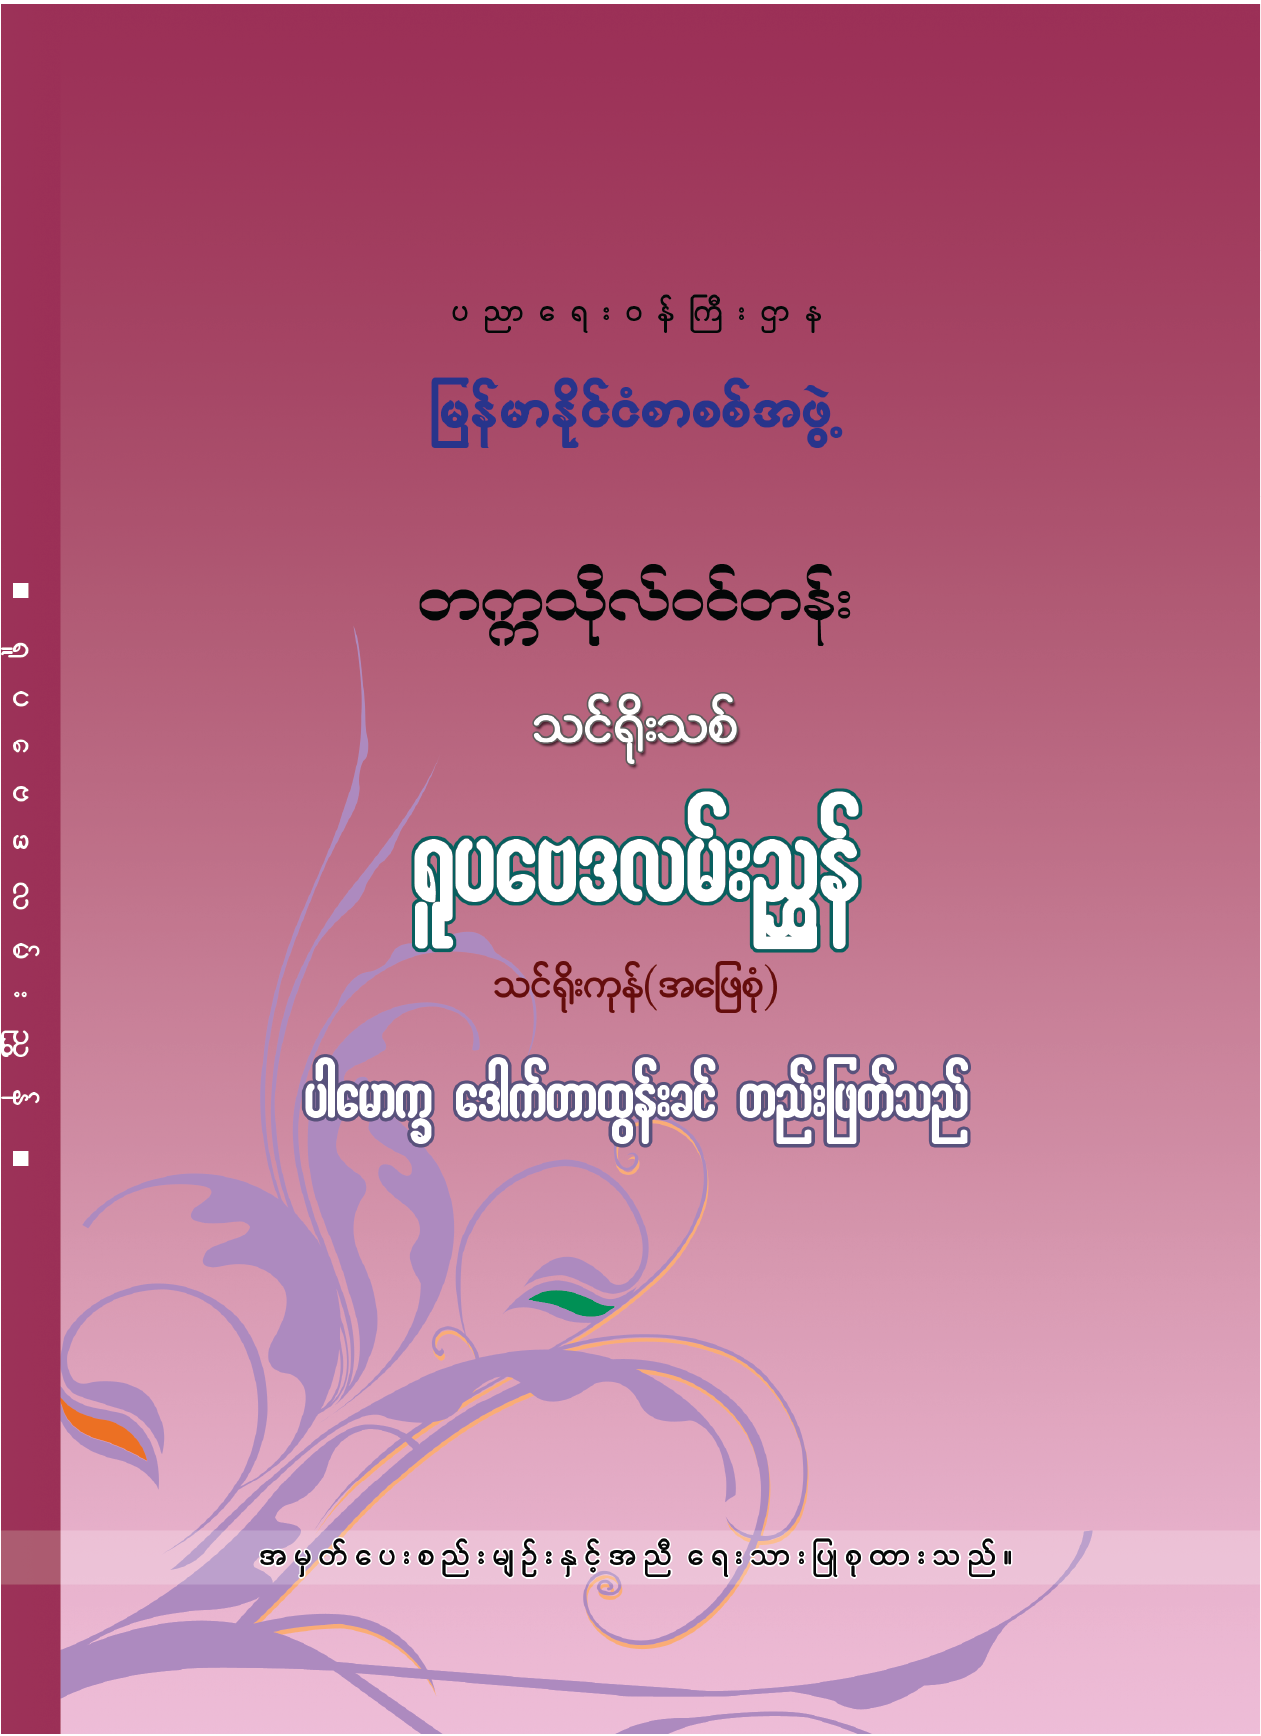 ပညာရေးဝန်ကြီးဌာန
မြန်မာနိုင်ငံစာစစ်အဖွဲ့
တက္ကသိုလ်ဝင်တန်း
သင်ရိုးသစ်
ရူပဗေဒလမ်းညွှန်
သင်ရိုးကုန်(အဖြေစုံ)
ပါမောက္ခ ဒေါက်တာထွန်းခင် တည်းဖြတ်သည်
အမှတ်ပေးစည်းမျဉ်းနှင့်အညီ ရေးသားပြုစုထားသည်။